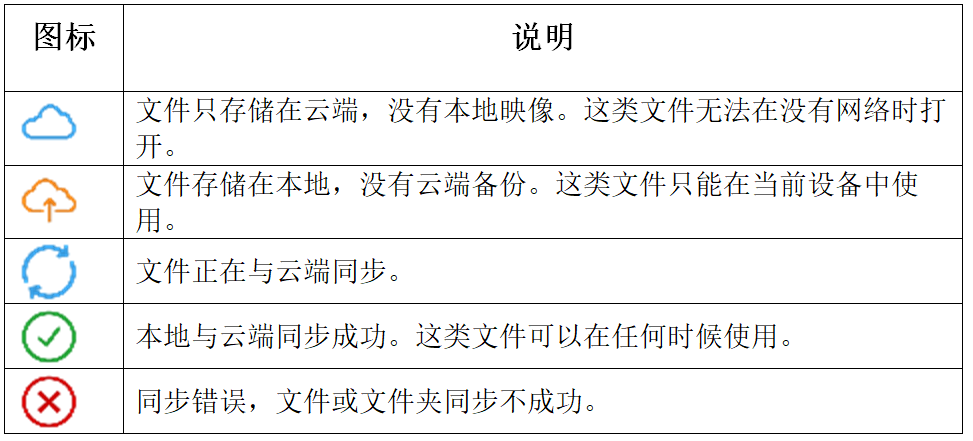 图标 说明
文件只存储在云端，没有本地映像。这类文件无法在没有网络时打
开。
文件存储在本地，没有云端备份。这类文件只能在当前设备中使
用。
文件正在与云端同步。
本地与云端同步成功。这类文件可以在任何时候使用。
同步错误，文件或文件夹同步不成功。